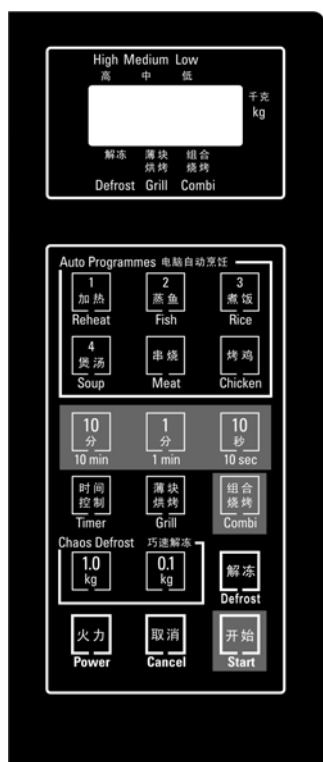 High Medium Low
高 中 低
千克
kg
解冻 薄块 组合
烘烤 烧烤
Defrost Grill Combi
Auto Programmes 电脑自动烹饪
1 2 3
加热 蒸鱼 煮饭
Reheat Fish Rice
4
煲汤 串烧 烤鸡
Soup Meat Chicken
10 1 10
分 分 秒
10 min 1 min 10 sec
时间 薄块 组合
控制 烘烤 烧烤
Timer Grill Combi
Chaos Defrost 巧速解冻
1.0 0.1
kg kg
解冻
Defrost
火力 取消 开始
Power Cancel Start